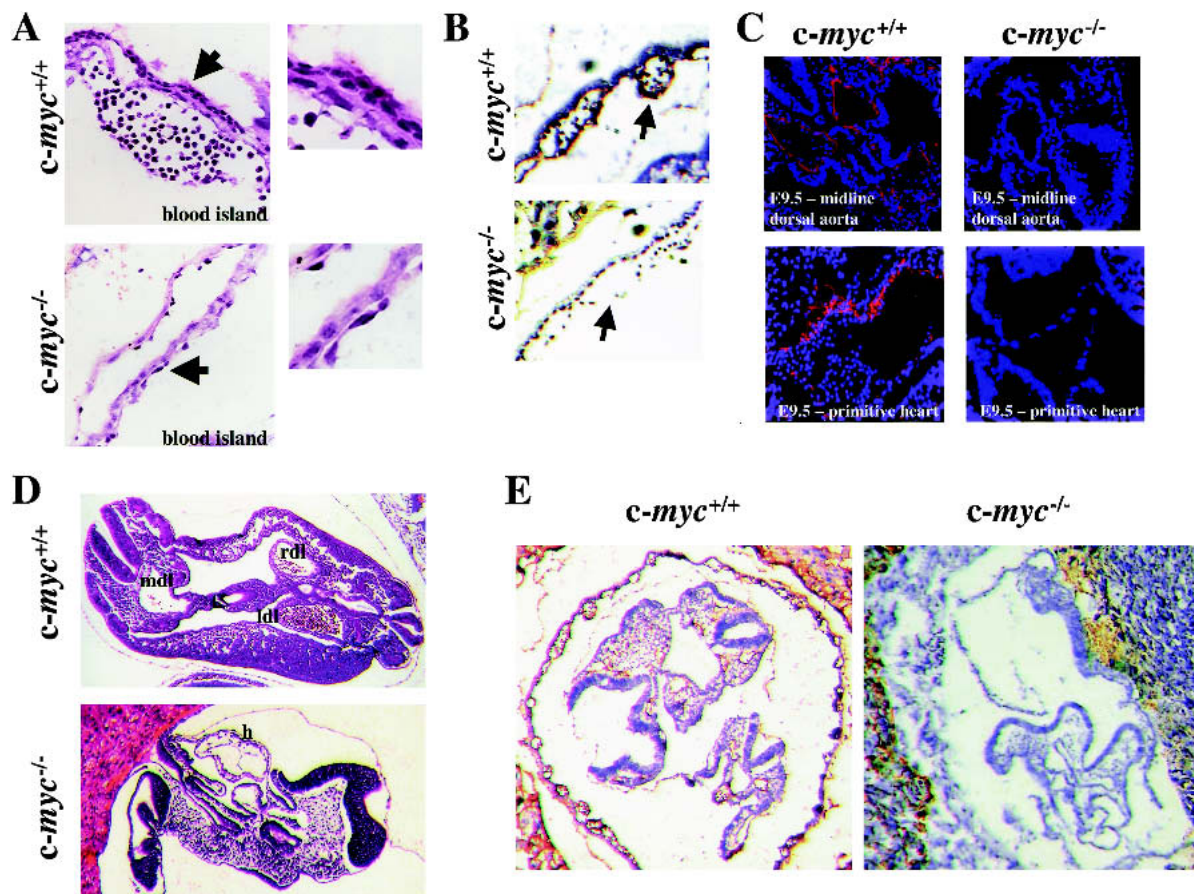 A
c-myc+/+
blood island
c-myc-/-
blood island
B
c-myc+/+
c-myc-/-
C
c-myc+/+
c-myc-/-
E9.5 – midline
dorsal aorta
E9.5 – midline
dorsal aorta
E9.5 – primitive heart
E9.5 – primitive heart
D
c-myc+/+
mdl
rdl
ldl
c-myc-/-
h
E
c-myc+/+
c-myc-/-